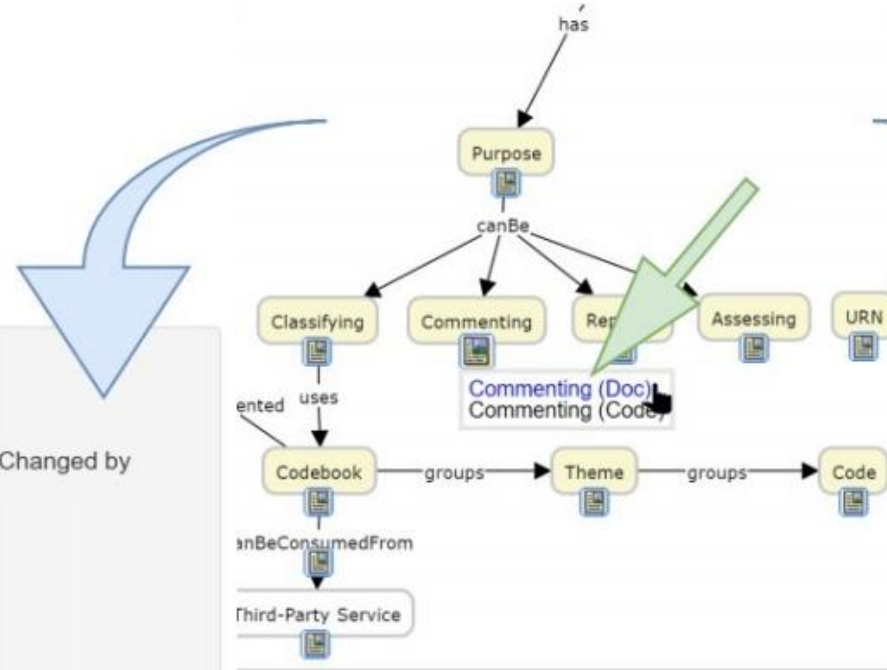 has
Purpose
canBe
Classifying
Commenting
Rep
Assessing
URN
Commenting (Doc)
Commenting (Code)
ented
uses
Changed by
Codebook
groups
Theme
groups
Code
anBeConsumedFrom
Third-Party Service